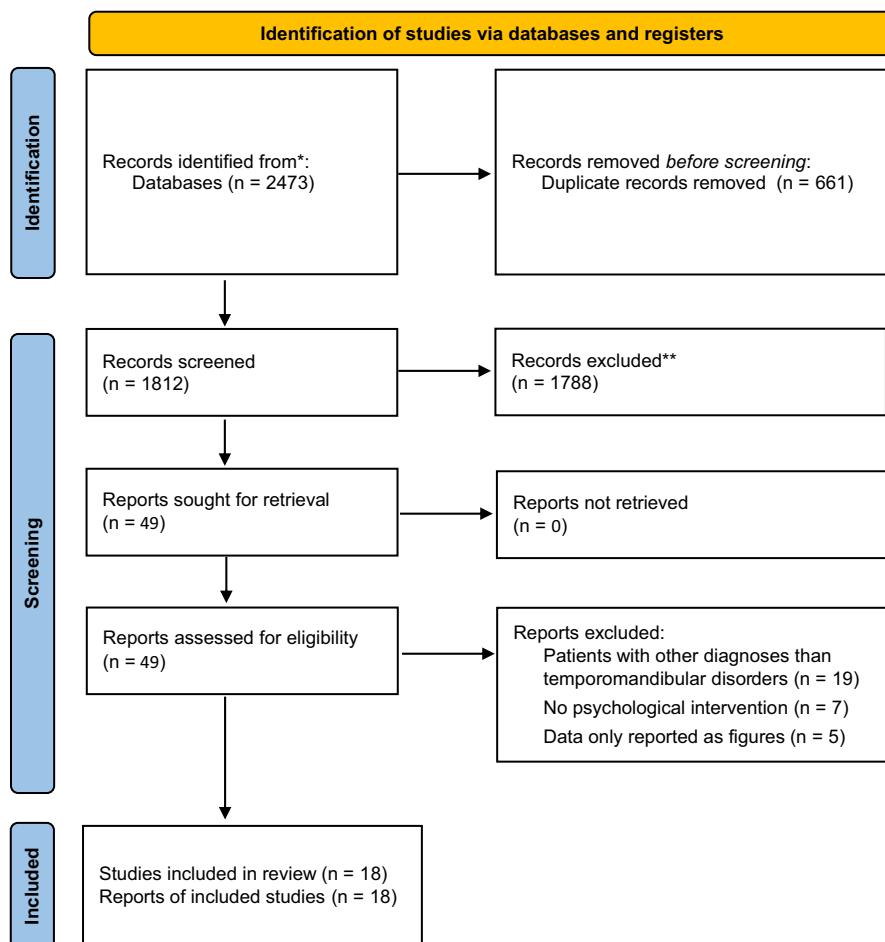 Identification of studies via databases and registers
Identification
Records identified from*:
Databases (n = 2473)
Records removed before screening:
Duplicate records removed (n = 661)
Screening
Records screened
(n = 1812)
Records excluded**
(n = 1788)
Reports sought for retrieval
(n = 49)
Reports not retrieved
(n = 0)
Reports assessed for eligibility
(n = 49)
Reports excluded:
Patients with other diagnoses than
temporomandibular disorders (n = 19)
No psychological intervention (n = 7)
Data only reported as figures (n = 5)
Included
Studies included in review (n = 18)
Reports of included studies (n = 18)